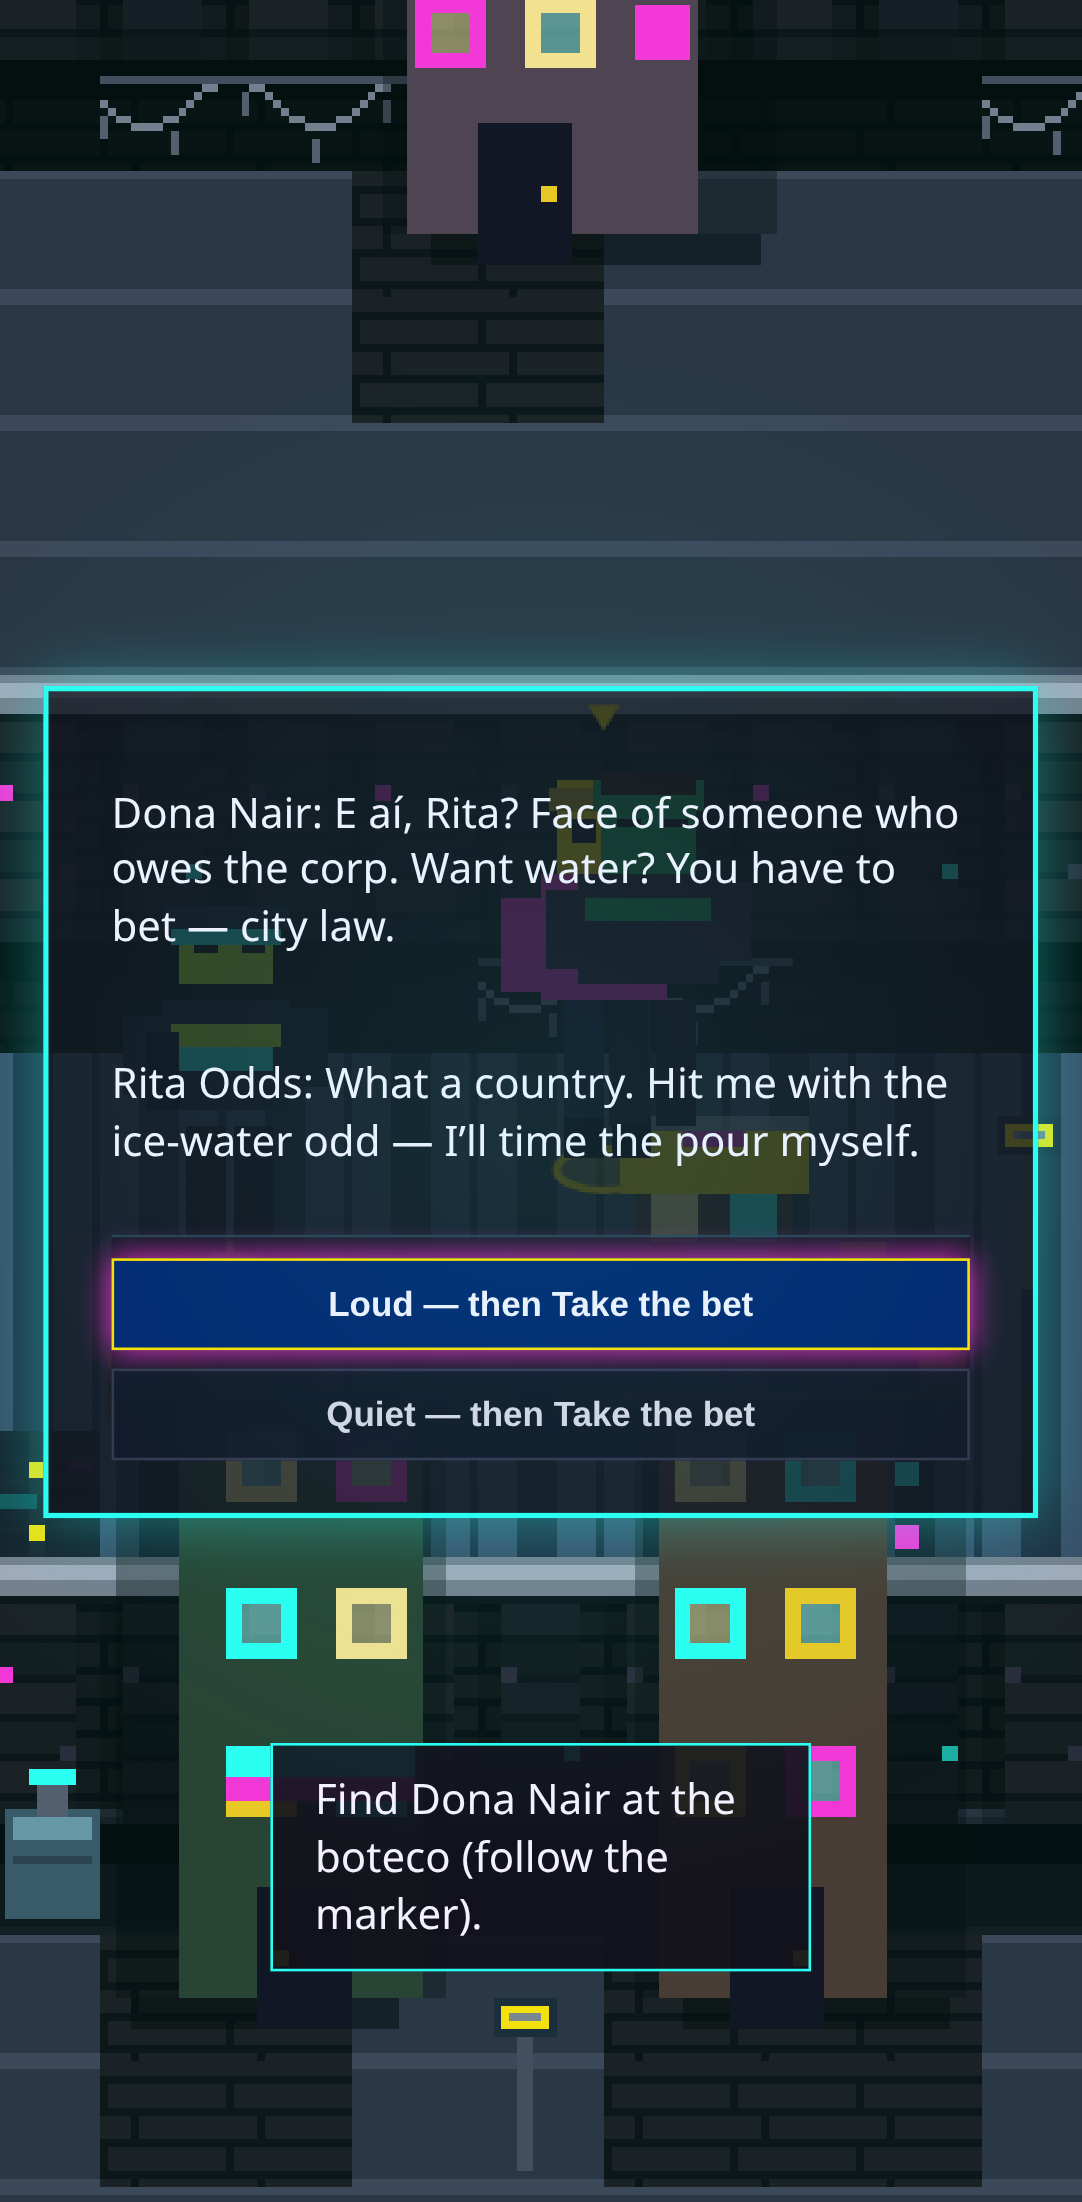 Dona Nair: E aí, Rita? Face of someone who
owes the corp. Want water? You have to
bet — city law.
Rita Odds: What a country. Hit me with the
ice-water odd — I’ll time the pour myself.
Loud — then Take the bet
Quiet — then Take the bet
Find Dona Nair at the
boteco (follow the
marker).